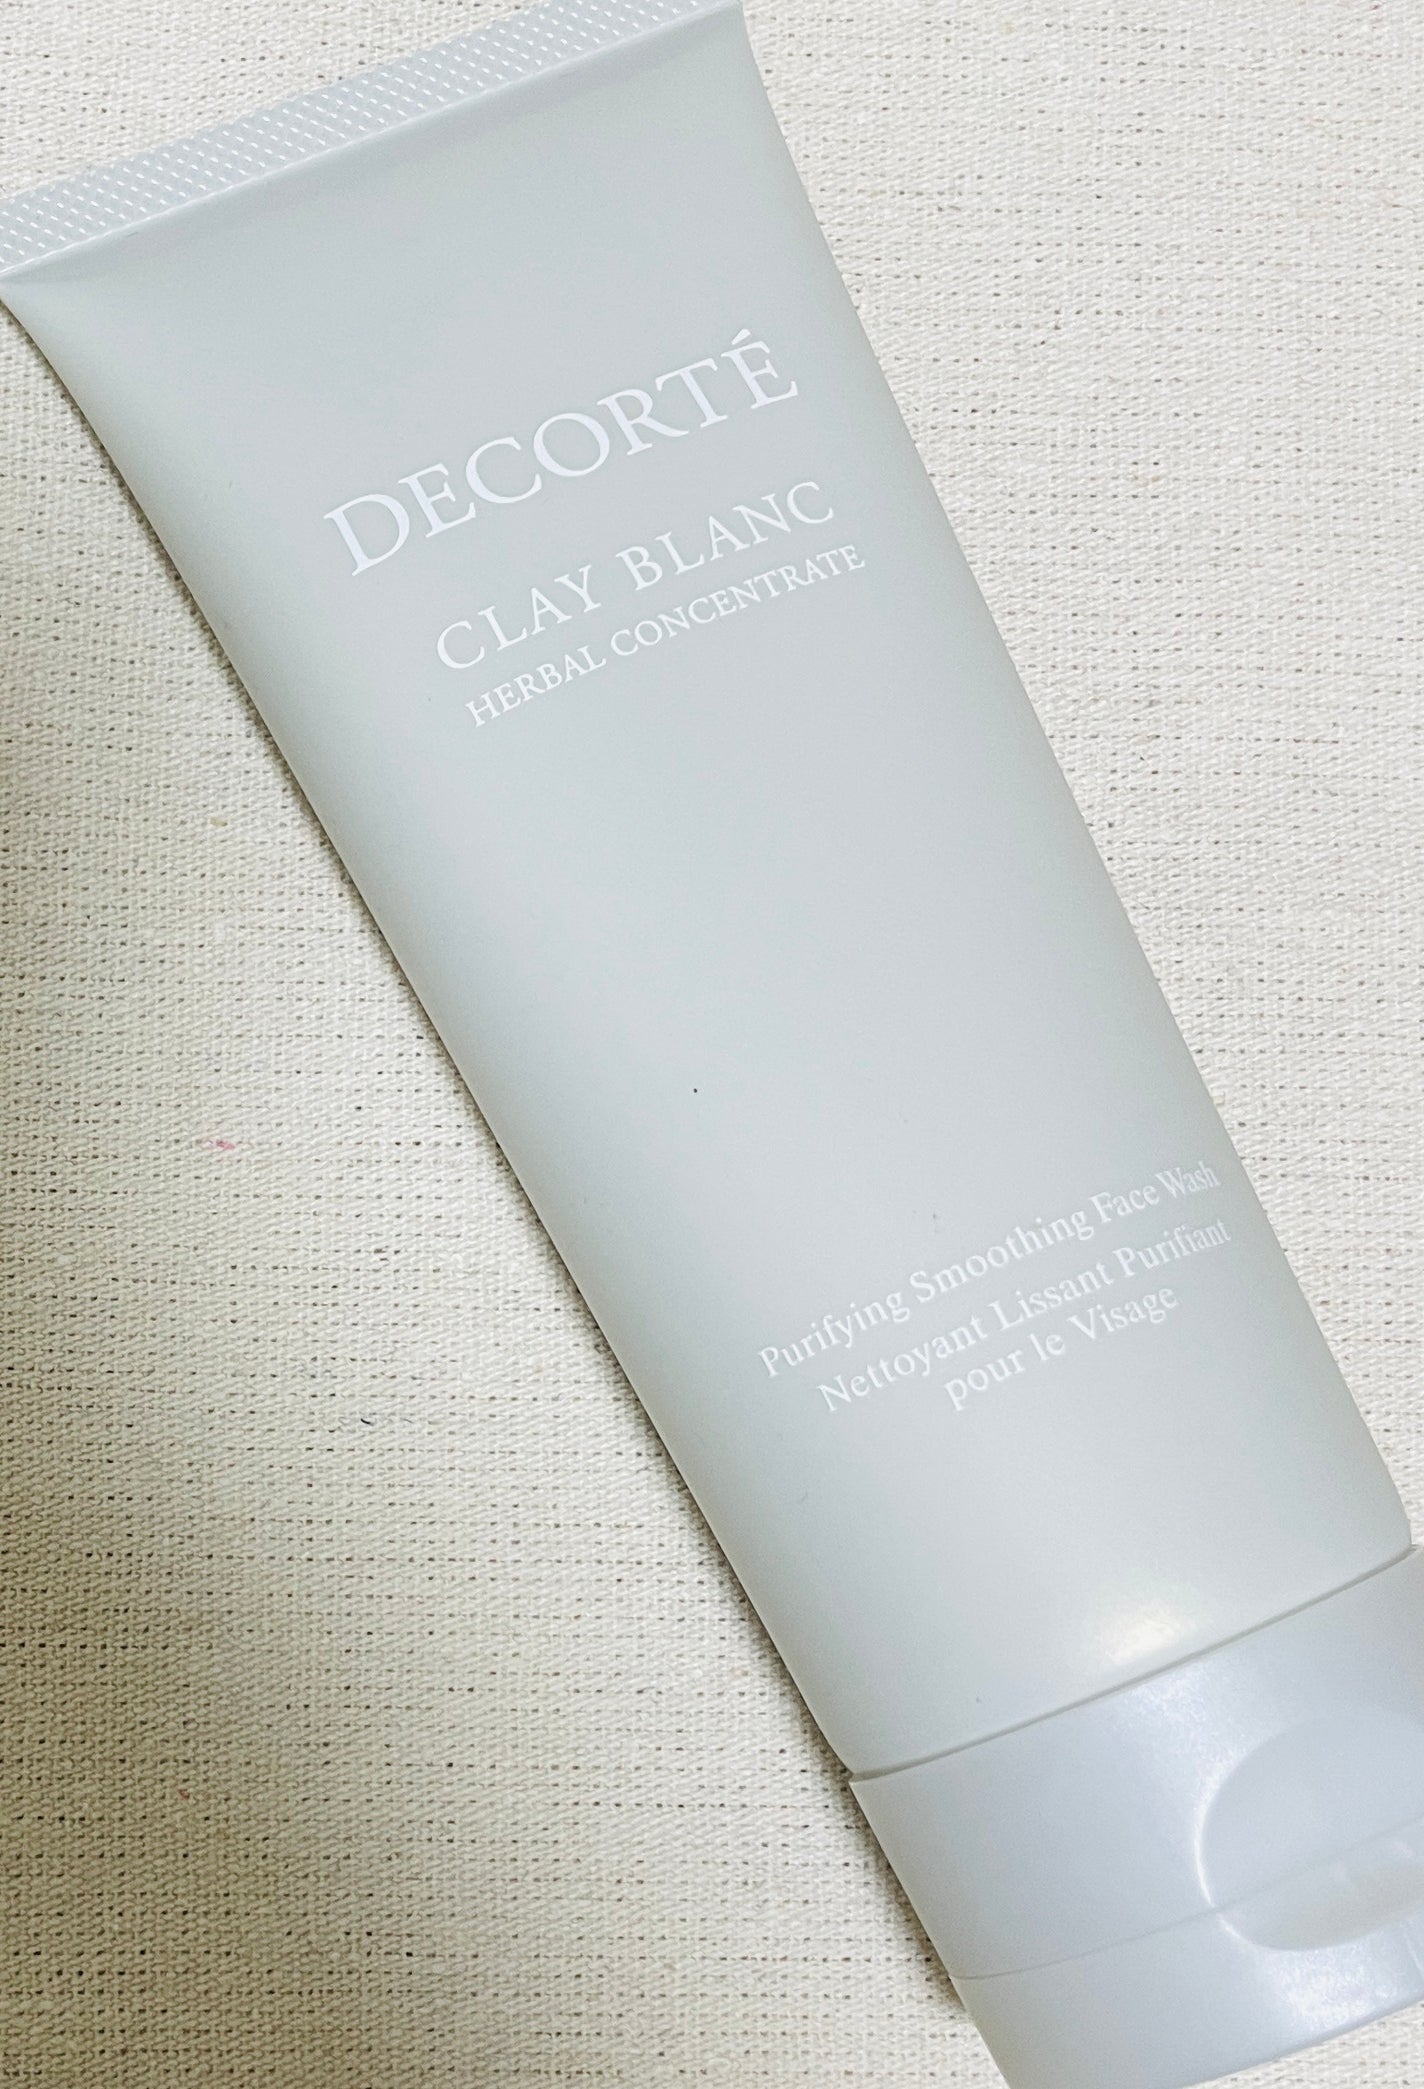 DECORTÉ
CLAY BLANC
HERBAL CONCENTRATE
Purifying Smoothing Face Wash
Nettoyant Lissant Purifiant
pour le Visage